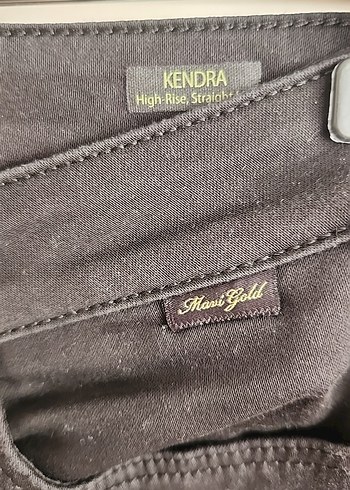 KENDRA
High-Rise, Straight
Mavi Gold